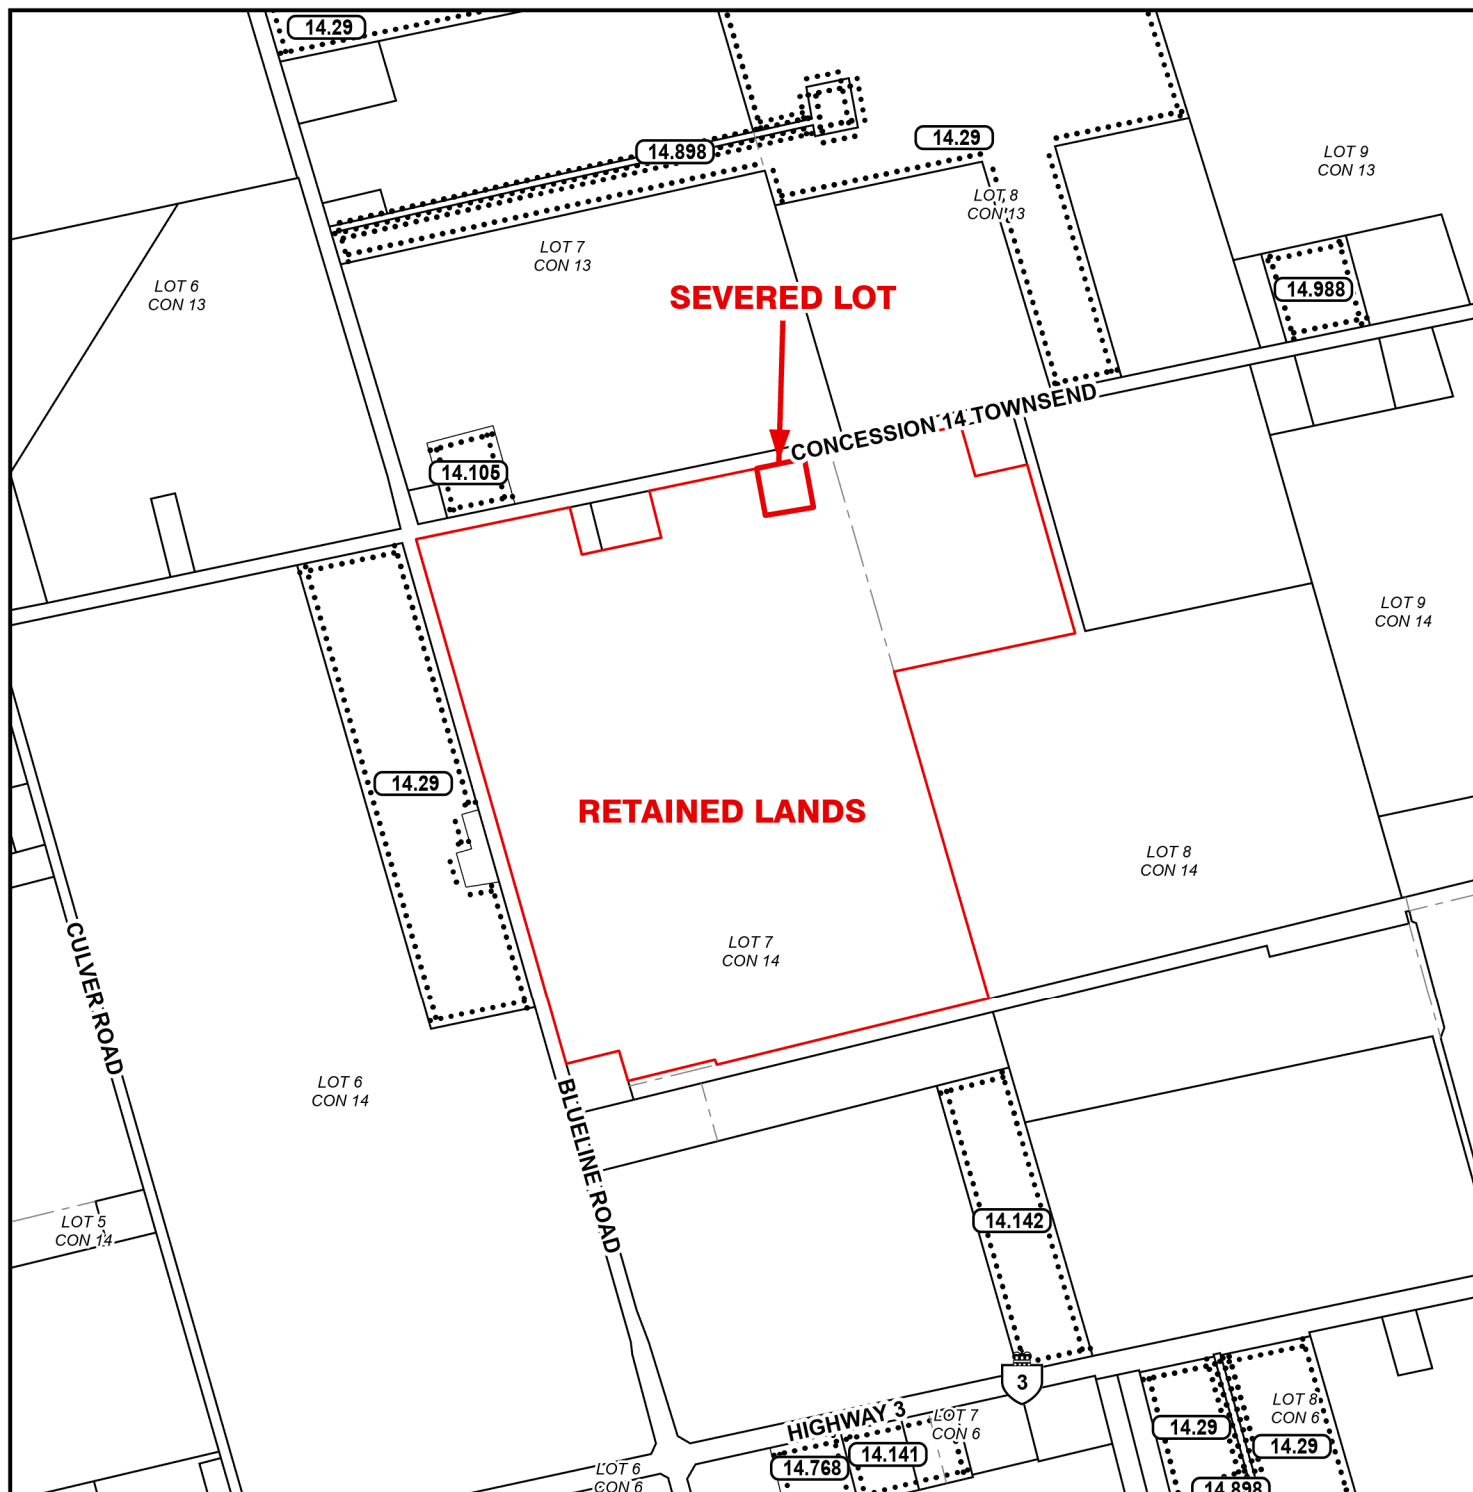 14.29
14.898
14.29
LOT 9
CON 13
LOT 8
CON 13
LOT 7
CON 13
LOT 6
CON 13
14.988
SEVERED LOT
CONCESSION 14 TOWNSEND
14.105
LOT 9
CON 14
14.29
RETAINED LANDS
LOT 8
CON 14
LOT 7
CON 14
CULVER ROAD
LOT 6
CON 14
BLUELINE ROAD
LOT 5
CON 14
14.142
3
HIGHWAY 3
LOT 7
CON 6
LOT 8
CON 6
14.29
14.29
14.141
14.768
LOT 6
CON 6
14.898